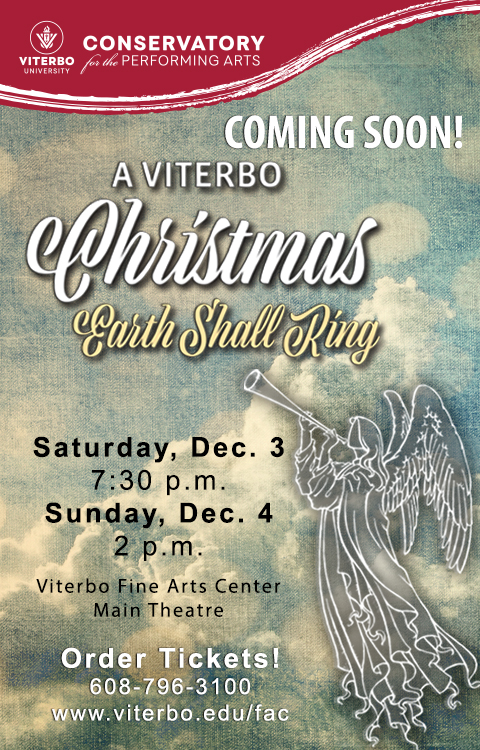 VITERBO
UNIVERSITY
CONSERVATORY
for the PERFORMING ARTS
COMING SOON!
A VITERBO
Christmas
Earth Shall Ring
Saturday, Dec. 3
7:30 p.m.
Sunday, Dec. 4
2 p.m.
Viterbo Fine Arts Center
Main Theatre
Order Tickets!
608-796-3100
www.viterbo.edu/fac